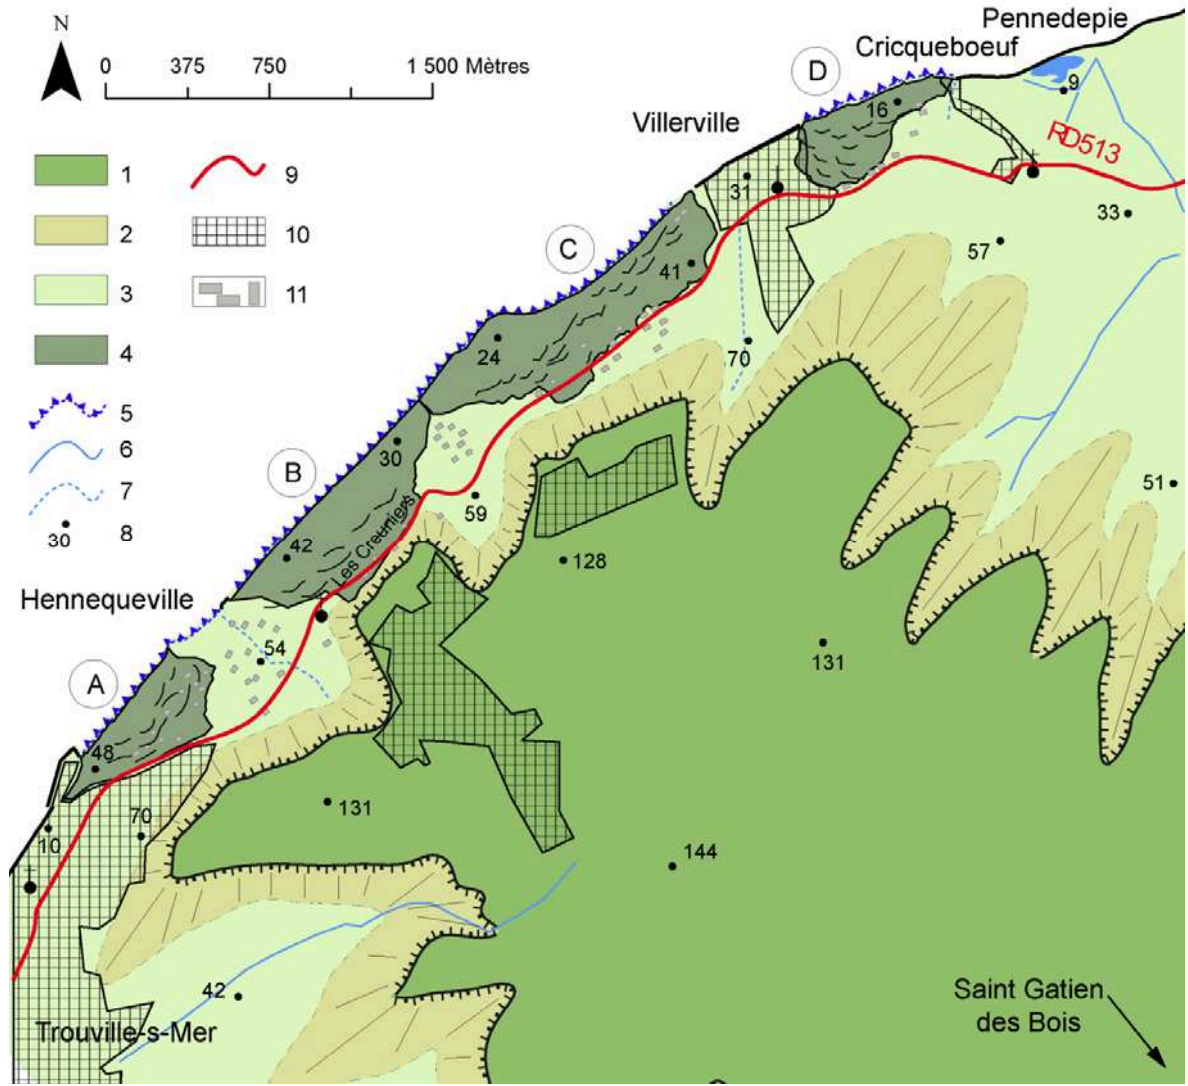 Pennedepie
N
Cricqueboeuf
0 375 750 1 500 Mètres
D
9
16
Villerville
RD513
1
9
31
33
2
10
57
C
41
3
11
24
70
4
5
30
51
6
B
59
7
Les Creuniers
30
8
42
128
Hennequeville
54
131
A
48
70
131
10
144
42
Saint Gatien
des Bois
Trouville-s-Mer